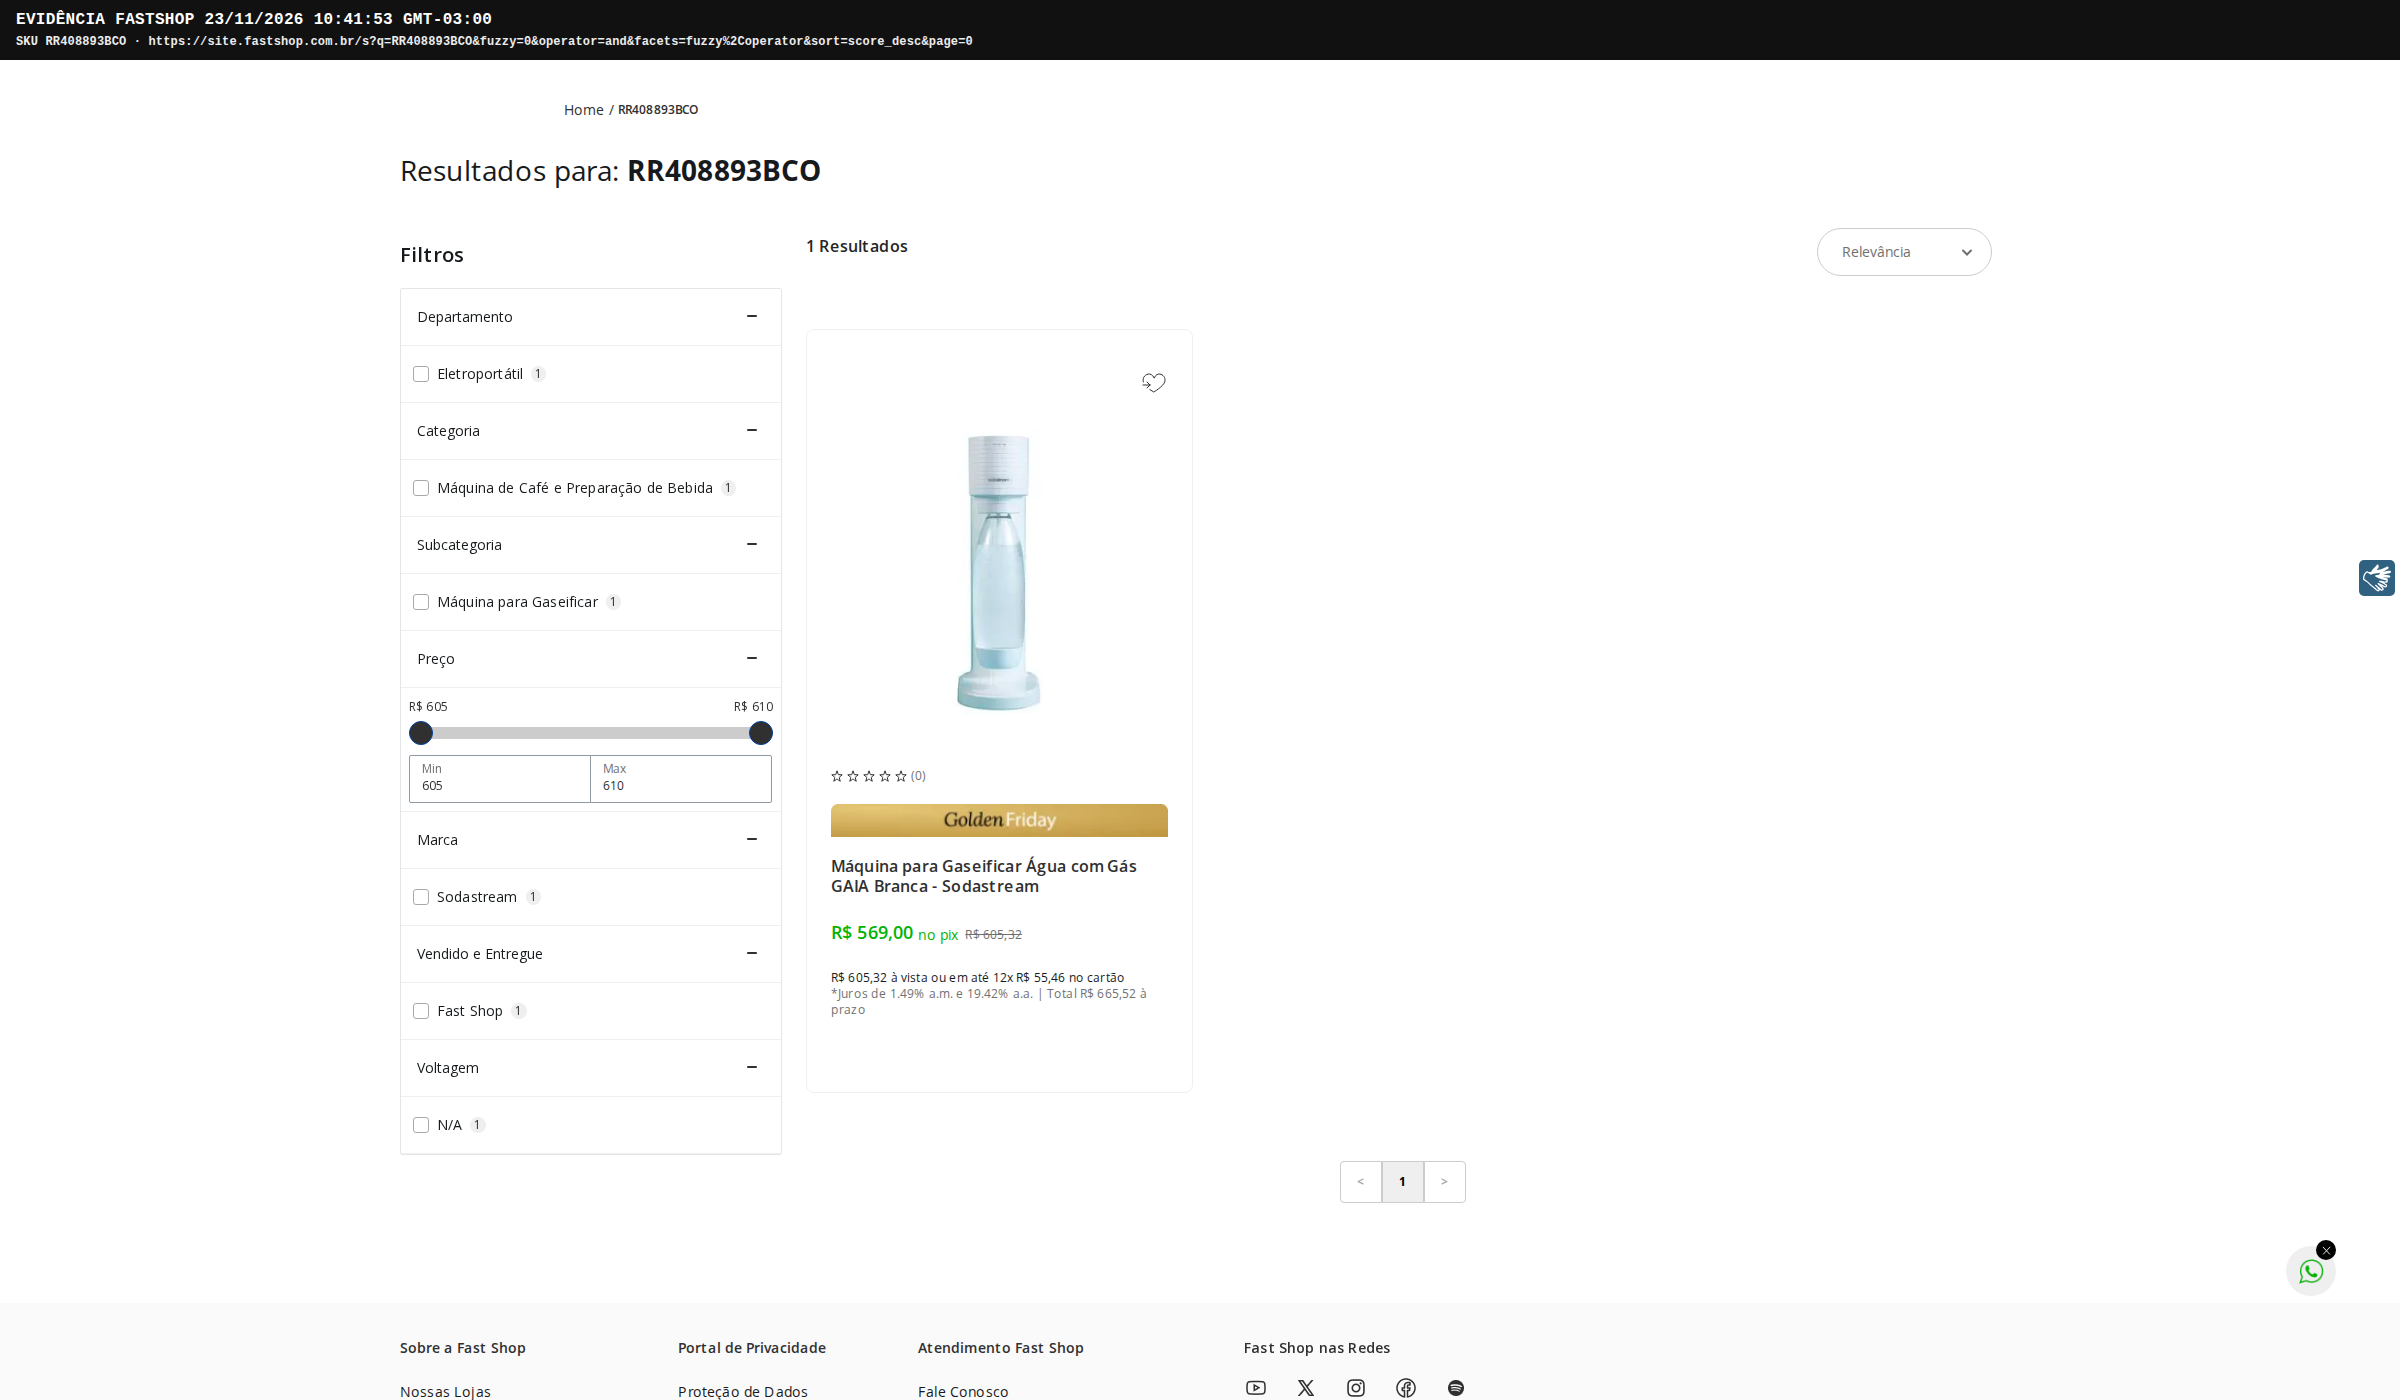 EVIDÊNCIA FASTSHOP 23/11/2026 10:41:53 GMT-03:00
SKU RR408893BCO · https://site.fastshop.com.br/s?q=RR408893BCO&fuzzy=0&operator=and&facets=fuzzy%2Coperator&sort=score_desc&page=0
Home / RR408893BCO
Resultados para: RR408893BCO
Filtros
1 Resultados
Relevância
Departamento
Eletroportátil 1
Categoria
Máquina de Café e Preparação de Bebida 1
Subcategoria
Máquina para Gaseificar 1
Preço
R$ 605 R$ 610
Min Max
605 610
Marca
Sodastream 1
Vendido e Entregue
Fast Shop 1
Voltagem
N/A 1
(0)
Golden Friday
Máquina para Gaseificar Água com Gás
GAIA Branca - Sodastream
R$ 569,00 no pix R$ 605,32
R$ 605,32 à vista ou em até 12x R$ 55,46 no cartão
*Juros de 1.49% a.m. e 19.42% a.a. | Total R$ 665,52 à
prazo
< 1 >
Sobre a Fast Shop Portal de Privacidade Atendimento Fast Shop Fast Shop nas Redes
Nossas Lojas Proteção de Dados Fale Conosco